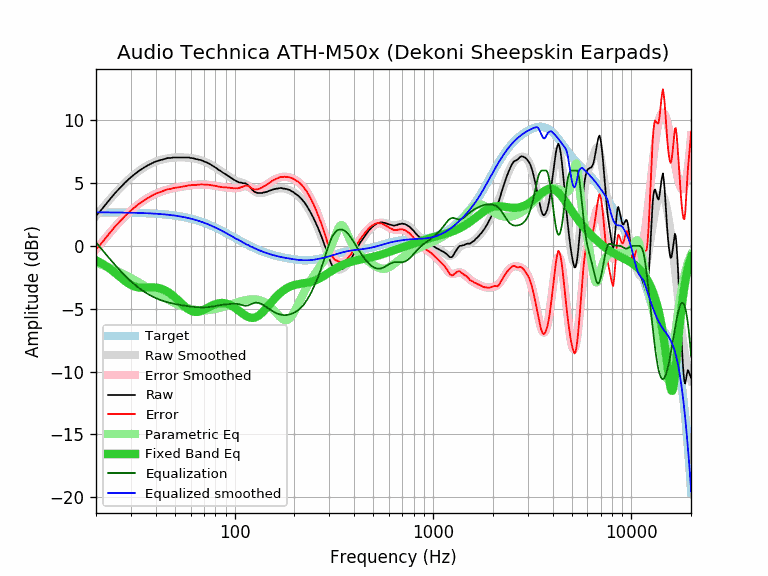 Audio Technica ATH-M50x (Dekoni Sheepskin Earpads)
Amplitude (dBr)
10
5
0
−5
−10
−15
−20
Target
Raw Smoothed
Error Smoothed
Raw
Error
Parametric Eq
Fixed Band Eq
Equalization
Equalized smoothed
100 1000 10000
Frequency (Hz)